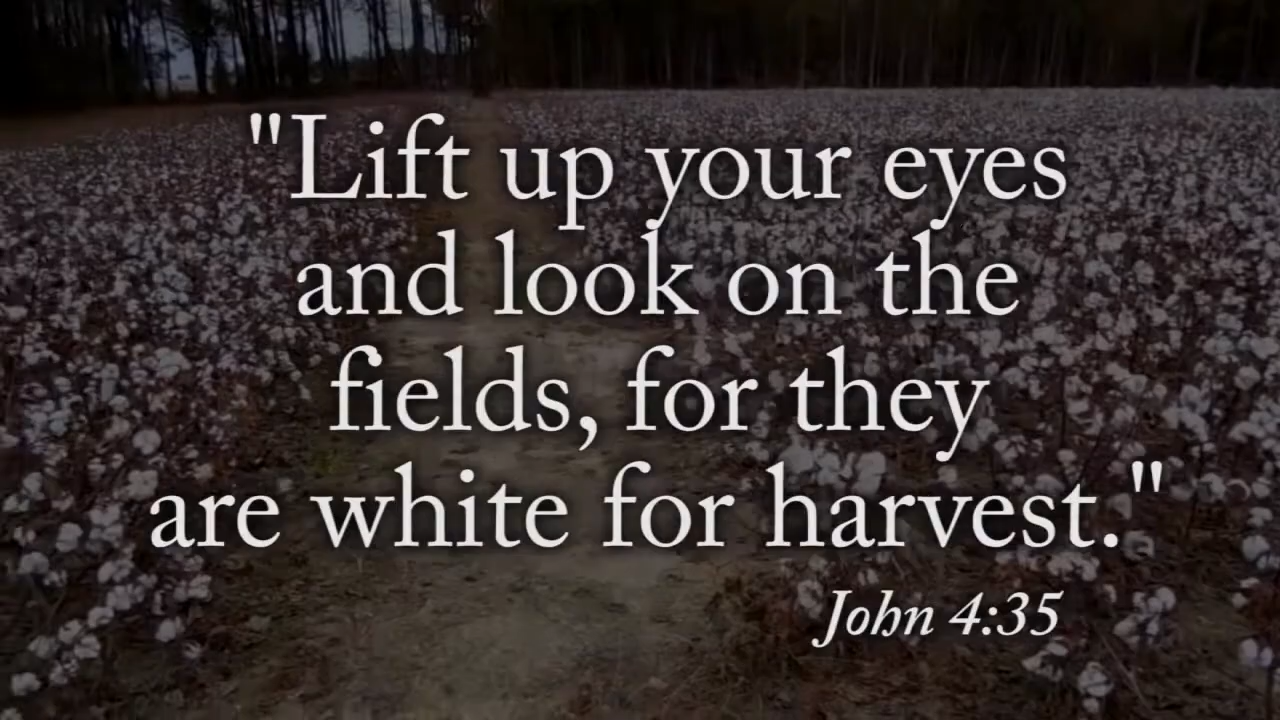 "Lift up your eyes
and look on the
fields, for they
are white for harvest."
John 4:35